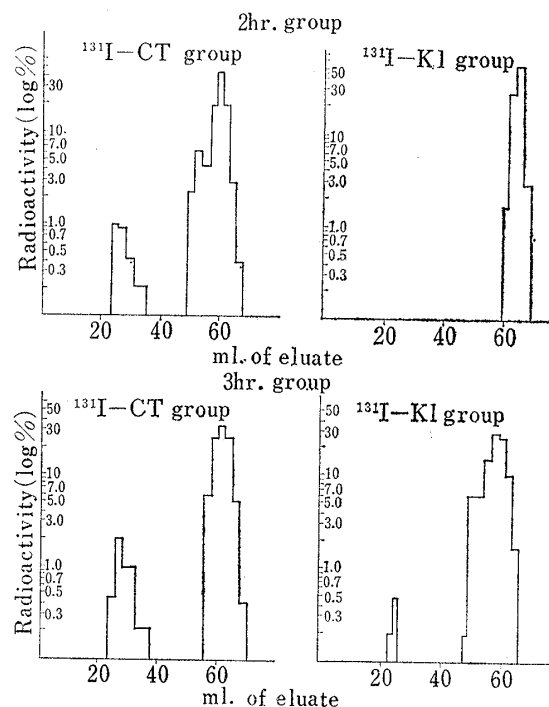 2hr. group
¹³¹I—CT group
¹³¹I—KI group
Radioactivity (log%)
30
10.
7.0
5.0
3.0
1.0
0.7
0.5
0.3
50
30
10
7.0
5.0
3.0
1.0
0.7
0.5
0.3
20 40 60
20 40 60
ml. of eluate
3hr. group
¹³¹I—CT group
¹³¹I—KI group
Radioactivity (log%)
50
30
10
7.0
5.0
3.0
1.0
0.7
0.5
0.3
50
30
10
7.0
5.0
3.0
1.0
0.7
0.5
0.3
20 40 60
20 40 60
ml. of eluate